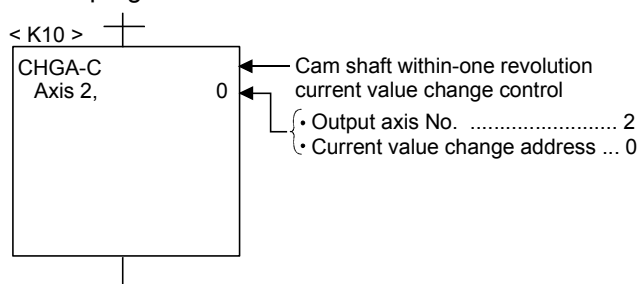 < K10 >
CHGA-C
Axis 2, 0
Cam shaft within-one revolution
current value change control
• Output axis No. ......................... 2
• Current value change address ... 0